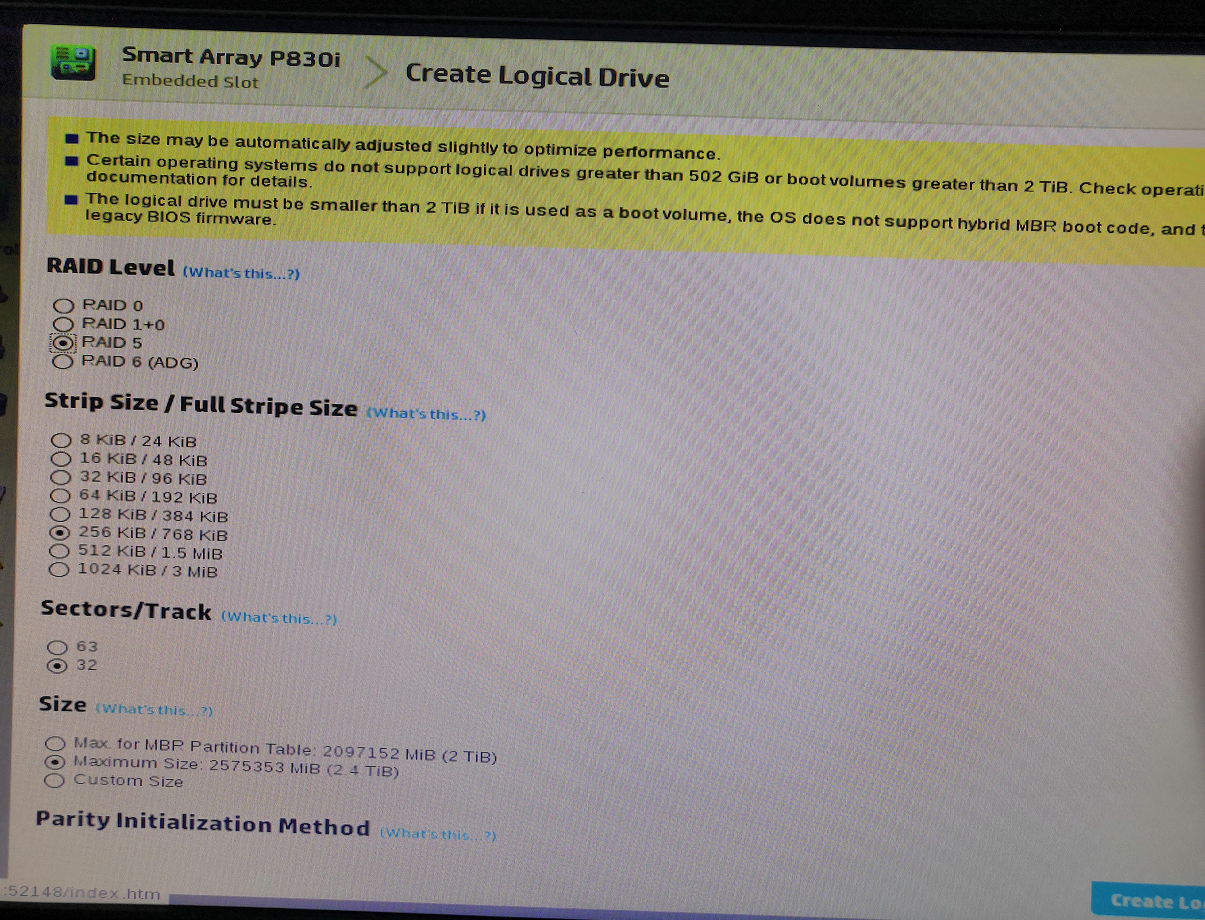 Smart Array P830i
Embedded Slot
Create Logical Drive
The size may be automatically adjusted slightly to optimize performance.
Certain operating systems do not support logical drives greater than 502 GiB or boot volumes greater than 2 TiB. Check operati
documentation for details.
The logical drive must be smaller than 2 TiB if it is used as a boot volume, the OS does not support hybrid MBR boot code, and t
legacy BIOS firmware.
RAID Level (What's this...?)
RAID 0
RAID 1+0
RAID 5
RAID 6 (ADG)
Strip Size / Full Stripe Size (What's this...?)
8 KiB / 24 KiB
16 KiB / 48 KiB
32 KiB / 96 KiB
64 KiB / 192 KiB
128 KiB / 384 KiB
256 KiB / 768 KiB
512 KiB / 1.5 MiB
1024 KiB / 3 MiB
Sectors/Track (What's this...?)
63
32
Size (What's this...?)
Max. for MBR Partition Table: 2097152 MiB (2 TiB)
Maximum Size: 2575353 MiB (2.4 TiB)
Custom Size
Parity Initialization Method (What's this...?)
:52148/index.htm
Create Lo